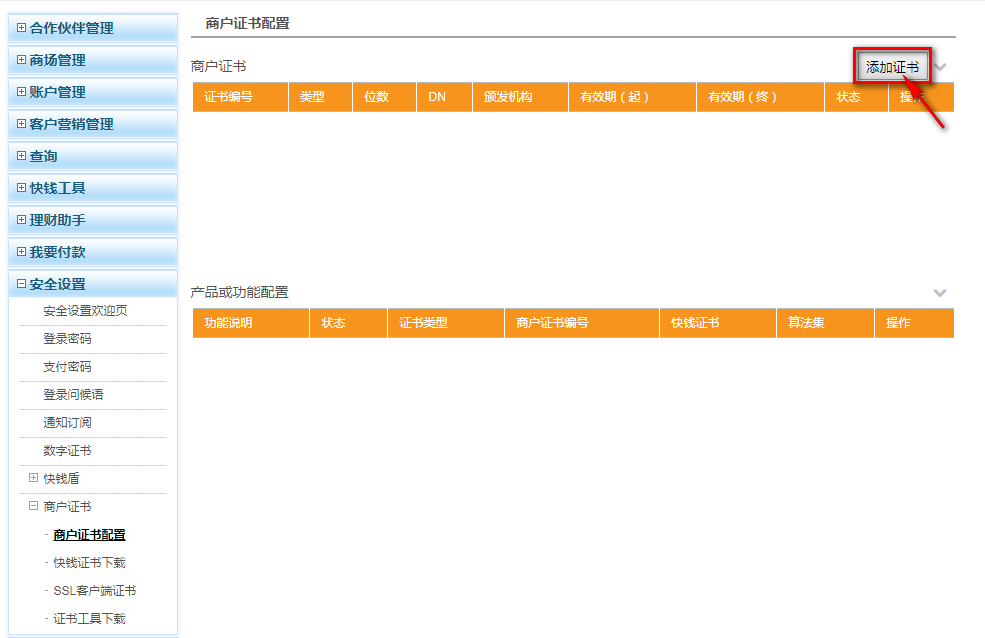 合作伙伴管理
商场管理
账户管理
客户营销管理
查询
快钱工具
理财助手
我要付款
安全设置
安全设置欢迎页
登录密码
支付密码
登录问候语
通知订阅
数字证书
快钱盾
商户证书
- 商户证书配置
- 快钱证书下载
- SSL客户端证书
- 证书工具下载
商户证书配置
商户证书
添加证书
证书编号 类型 位数 DN 颁发机构 有效期（起） 有效期（终） 状态 操作
产品或功能配置
功能说明 状态 证书类型 商户证书编号 快钱证书 算法集 操作